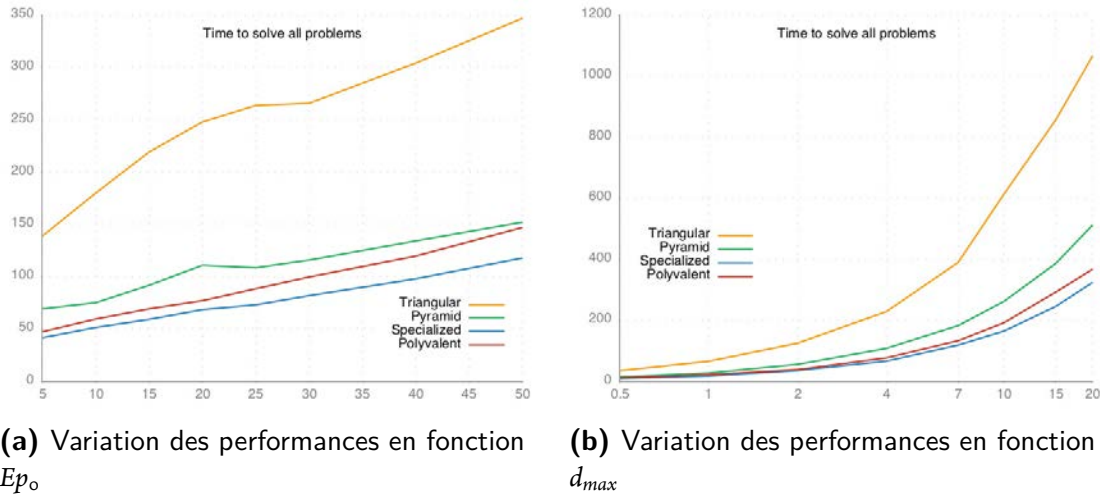 350
300
250
200
150
100
50
0
Time to solve all problems
Triangular
Pyramid
Specialized
Polyvalent
5 10 15 20 25 30 35 40 45 50
1200
1000
800
600
400
200
0
Time to solve all problems
Triangular
Pyramid
Specialized
Polyvalent
0.5 1 2 4 7 10 15 20
(a) Variation des performances en fonction
Epₒ
(b) Variation des performances en fonction
dmax